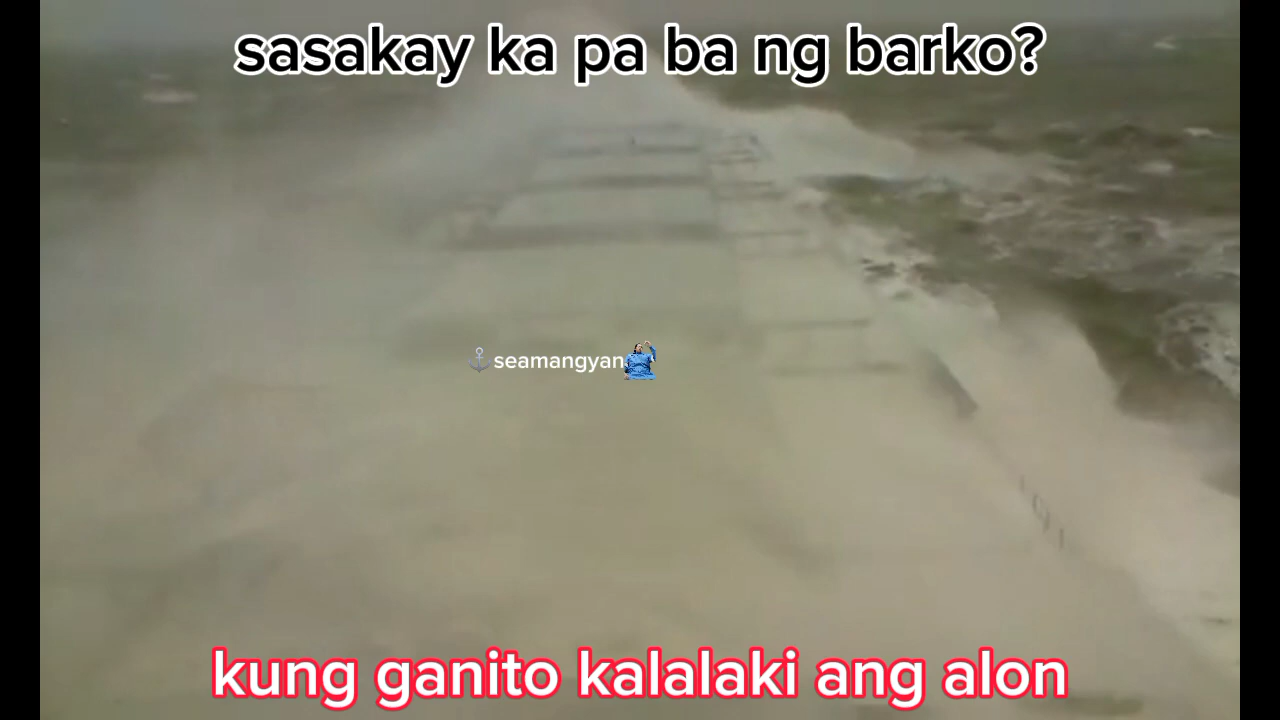 sasakay ka pa ba ng barko?
⚓seamangyan
kung ganito kalalaki ang alon